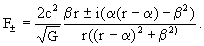 F± = 2c²/√G βr ± i(α(r − α) − β²)/r((r − α)² + β²).